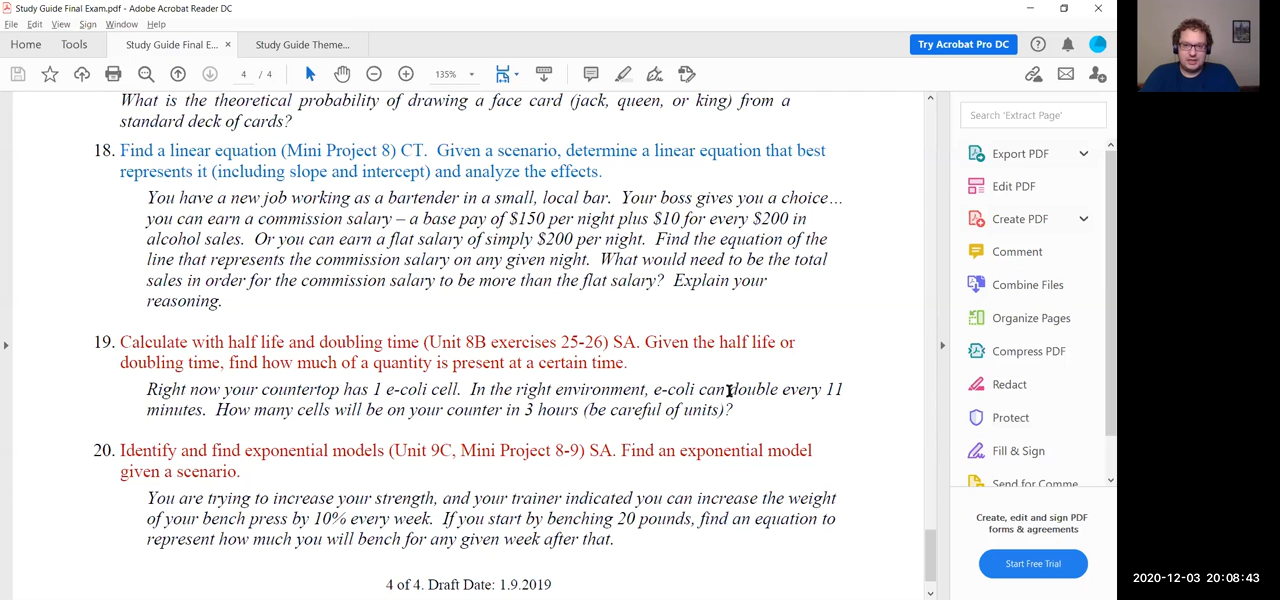 Study Guide Final Exam.pdf - Adobe Acrobat Reader DC
File Edit View Sign Window Help
Home Tools Study Guide Final E... × Study Guide Theme... Try Acrobat Pro DC
4 / 4 135%
What is the theoretical probability of drawing a face card (jack, queen, or king) from a
standard deck of cards?
18. Find a linear equation (Mini Project 8) CT. Given a scenario, determine a linear equation that best
represents it (including slope and intercept) and analyze the effects.
You have a new job working as a bartender in a small, local bar. Your boss gives you a choice...
you can earn a commission salary – a base pay of $150 per night plus $10 for every $200 in
alcohol sales. Or you can earn a flat salary of simply $200 per night. Find the equation of the
line that represents the commission salary on any given night. What would need to be the total
sales in order for the commission salary to be more than the flat salary? Explain your
reasoning.
19. Calculate with half life and doubling time (Unit 8B exercises 25-26) SA. Given the half life or
doubling time, find how much of a quantity is present at a certain time.
Right now your countertop has 1 e-coli cell. In the right environment, e-coli can double every 11
minutes. How many cells will be on your counter in 3 hours (be careful of units)?
20. Identify and find exponential models (Unit 9C, Mini Project 8-9) SA. Find an exponential model
given a scenario.
You are trying to increase your strength, and your trainer indicated you can increase the weight
of your bench press by 10% every week. If you start by benching 20 pounds, find an equation to
represent how much you will bench for any given week after that.
4 of 4. Draft Date: 1.9.2019
Search 'Extract Page'
Export PDF
Edit PDF
Create PDF
Comment
Combine Files
Organize Pages
Compress PDF
Redact
Protect
Fill & Sign
Send for Comme
Create, edit and sign PDF
forms & agreements
Start Free Trial
2020-12-03 20:08:43